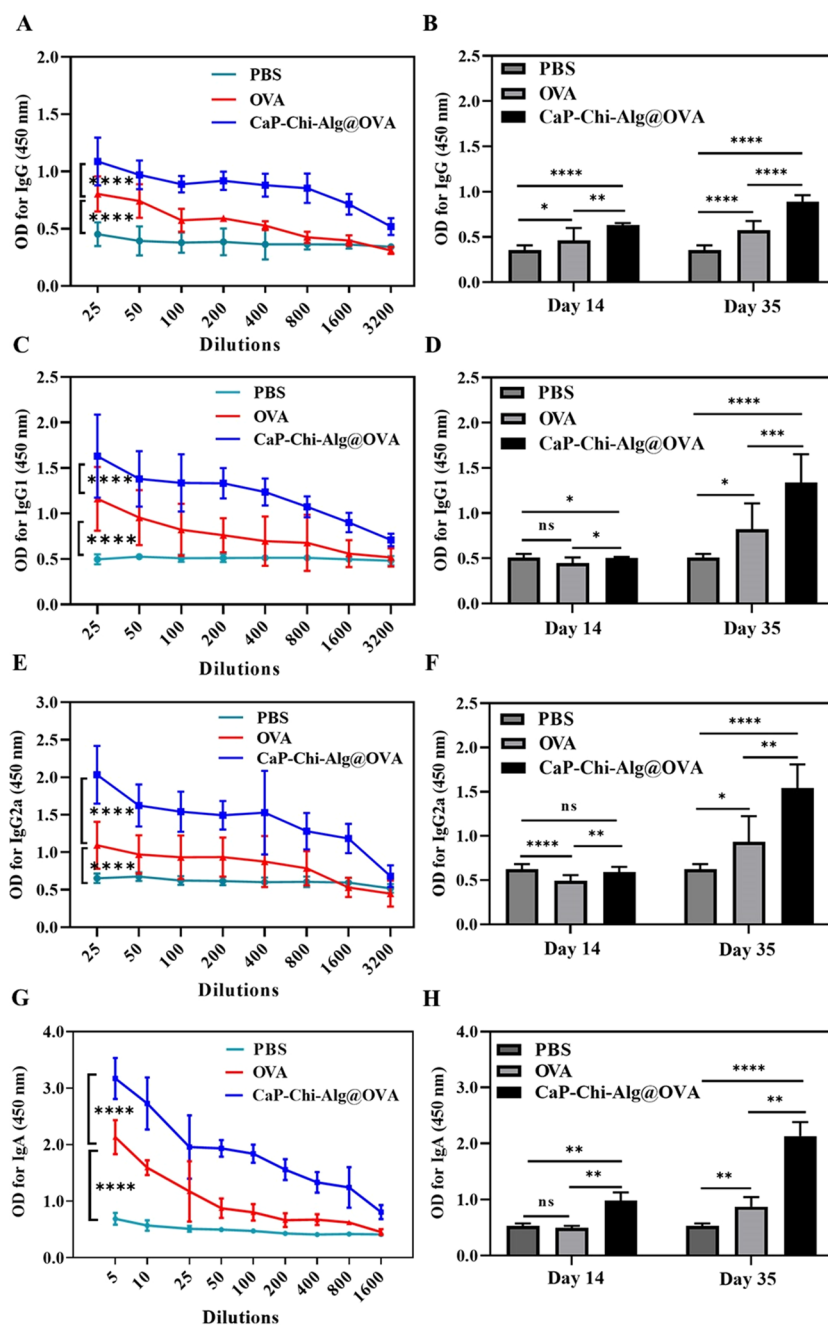 A
OD for IgG (450 nm)
2.0
1.5
1.0
0.5
0.0
PBS
OVA
CaP-Chi-Alg@OVA
****
****
25 50 100 200 400 800 1600 3200
Dilutions
B
OD for IgG (450 nm)
2.5
2.0
1.5
1.0
0.5
0.0
PBS
OVA
CaP-Chi-Alg@OVA
****
* **
****
**** ****
Day 14 Day 35
C
OD for IgG1 (450 nm)
2.5
2.0
1.5
1.0
0.5
0.0
PBS
OVA
CaP-Chi-Alg@OVA
****
****
25 50 100 200 400 800 1600 3200
Dilutions
D
OD for IgG1 (450 nm)
2.5
2.0
1.5
1.0
0.5
0.0
PBS
OVA
CaP-Chi-Alg@OVA
*
ns *
****
* ***
Day 14 Day 35
E
OD for IgG2a (450 nm)
3.0
2.5
2.0
1.5
1.0
0.5
0.0
PBS
OVA
CaP-Chi-Alg@OVA
****
****
25 50 100 200 400 800 1600 3200
Dilutions
F
OD for IgG2a (450 nm)
2.5
2.0
1.5
1.0
0.5
0.0
PBS
OVA
CaP-Chi-Alg@OVA
ns
**** **
****
* **
Day 14 Day 35
G
OD for IgA (450 nm)
4.0
3.0
2.0
1.0
0.0
PBS
OVA
CaP-Chi-Alg@OVA
****
****
5 10 25 50 100 200 400 800 1600
Dilutions
H
OD for IgA (450 nm)
4.0
3.0
2.0
1.0
0.0
PBS
OVA
CaP-Chi-Alg@OVA
**
ns **
****
** **
Day 14 Day 35